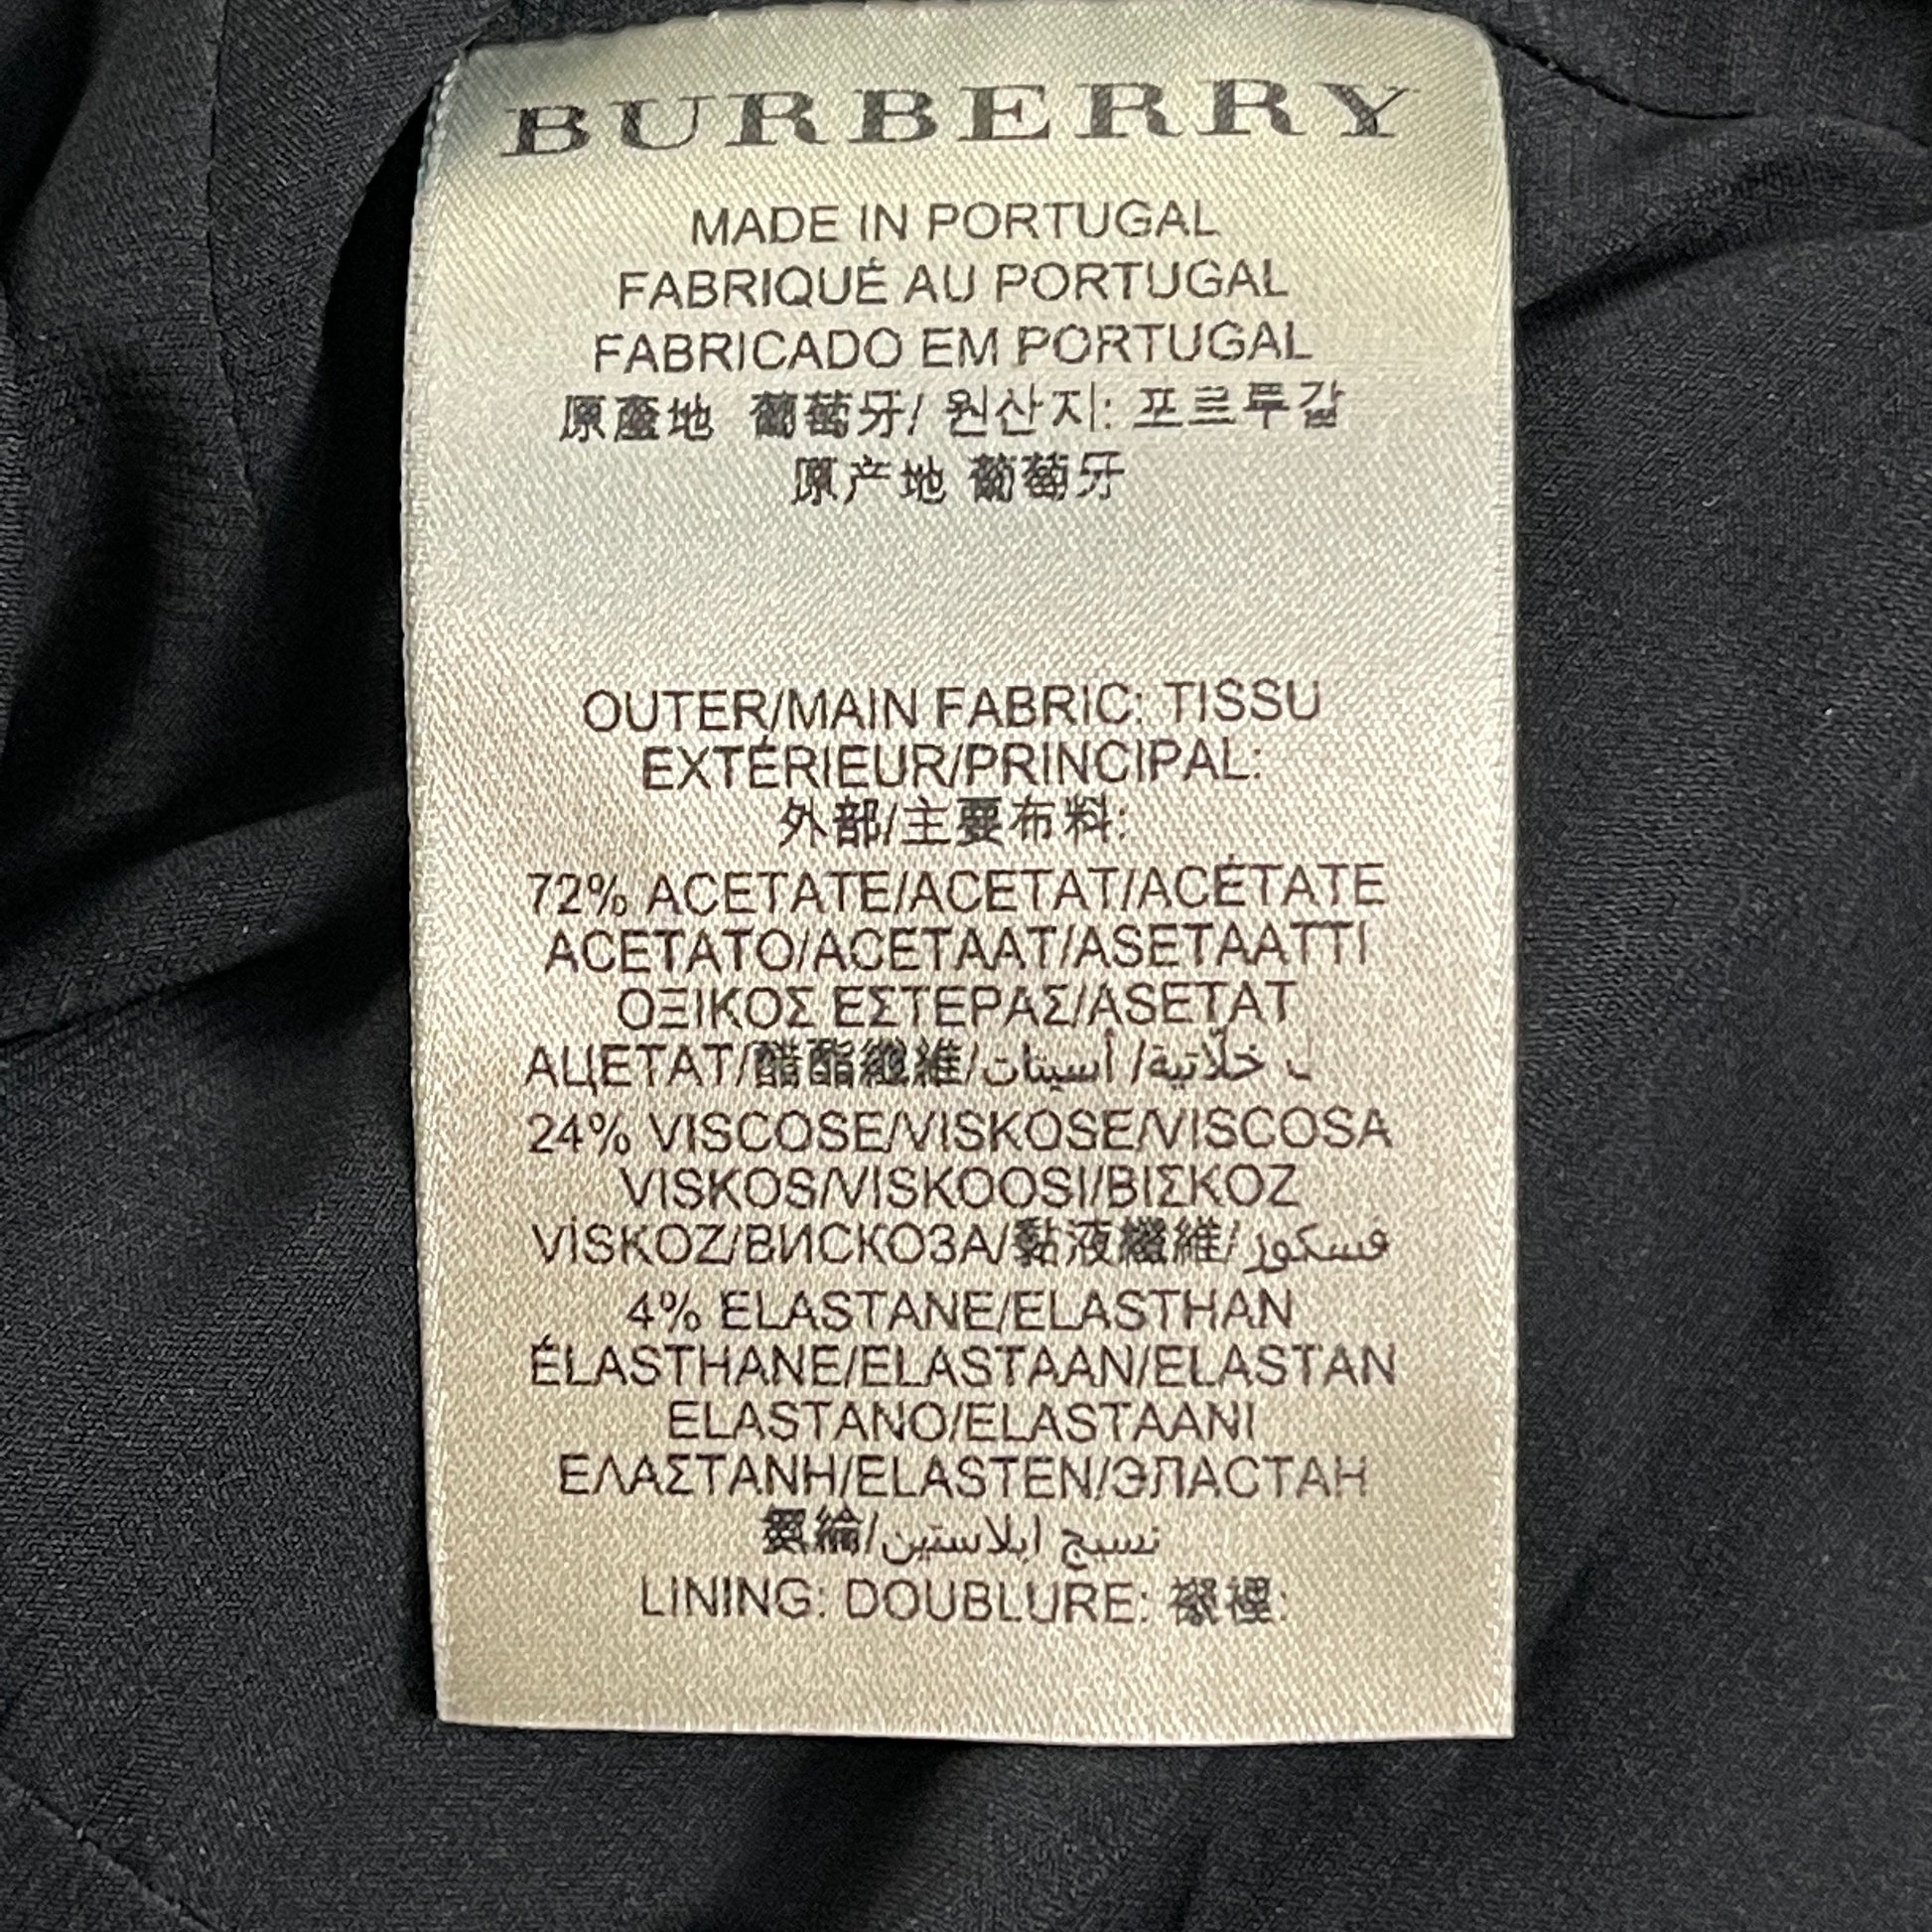 BURBERRY
MADE IN PORTUGAL
FABRIQUÉ AU PORTUGAL
FABRICADO EM PORTUGAL
原產地 葡萄牙/ 원산지: 포르투갈
原产地 葡萄牙
OUTER/MAIN FABRIC: TISSU
EXTÉRIEUR/PRINCIPAL:
外部/主要布料:
72% ACETATE/ACETAT/ACÉTATE
ACETATO/ACETAAT/ASETAATTI
ΟΞΙΚΟΣ ΕΣΤΕΡΑΣ/ASETAT
АЦЕТАТ/醋酯纖維/أسيتات/ خلّاتية
24% VISCOSE/VISKOSE/VISCOSA
VISKOS/VISKOOSI/ΒΙΣΚΟΖ
VİSKOZ/ВИСКОЗА/黏液纖維/فسكوز
4% ELASTANE/ELASTHAN
ÉLASTHANE/ELASTAAN/ELASTAN
ELASTANO/ELASTAANI
ΕΛΑΣΤΑΝΗ/ELASTEN/ЭЛАСТАН
氨綸/نسيج ايلاستين
LINING: DOUBLURE: 襯裡: